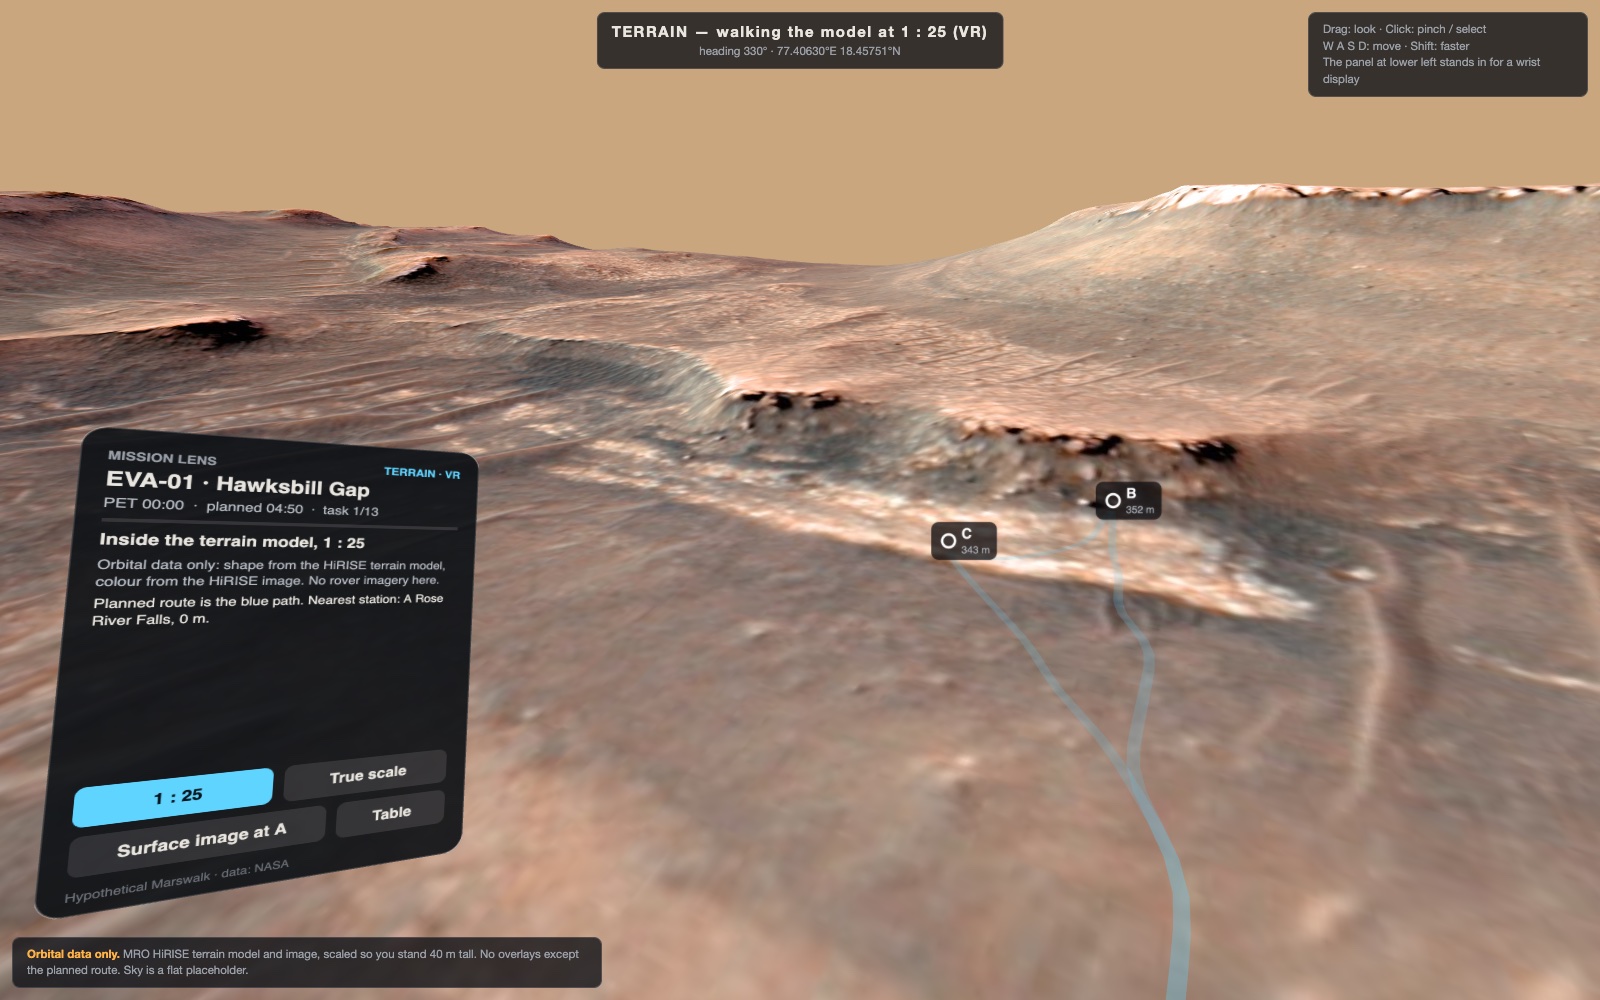 TERRAIN — walking the model at 1 : 25 (VR)
heading 330° · 77.40630°E 18.45751°N
Drag: look · Click: pinch / select
W A S D: move · Shift: faster
The panel at lower left stands in for a wrist
display
MISSION LENS
TERRAIN · VR
EVA-01 · Hawksbill Gap
PET 00:00 · planned 04:50 · task 1/13
Inside the terrain model, 1 : 25
Orbital data only: shape from the HiRISE terrain model,
colour from the HiRISE image. No rover imagery here.
Planned route is the blue path. Nearest station: A Rose
River Falls, 0 m.
1 : 25
True scale
Surface image at A
Table
Hypothetical Marswalk · data: NASA
B
352 m
C
343 m
Orbital data only. MRO HiRISE terrain model and image, scaled so you stand 40 m tall. No overlays except
the planned route. Sky is a flat placeholder.